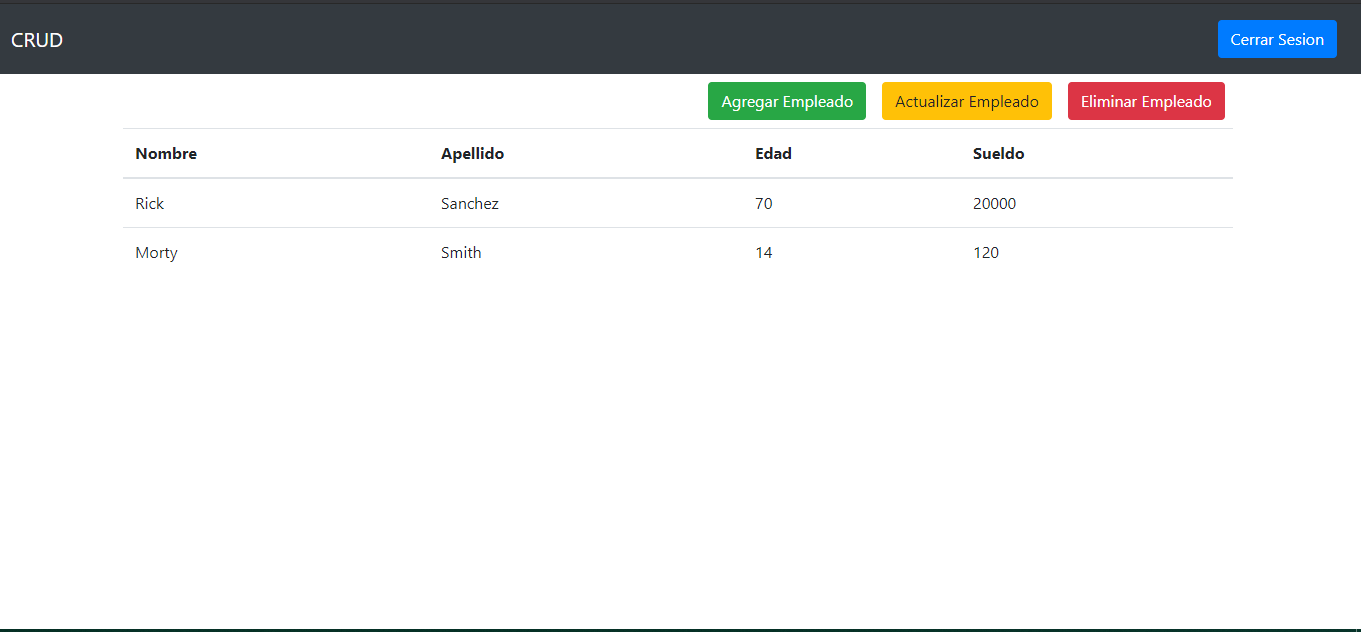 CRUD Cerrar Sesion
Agregar Empleado Actualizar Empleado Eliminar Empleado
Nombre Apellido Edad Sueldo
Rick Sanchez 70 20000
Morty Smith 14 120